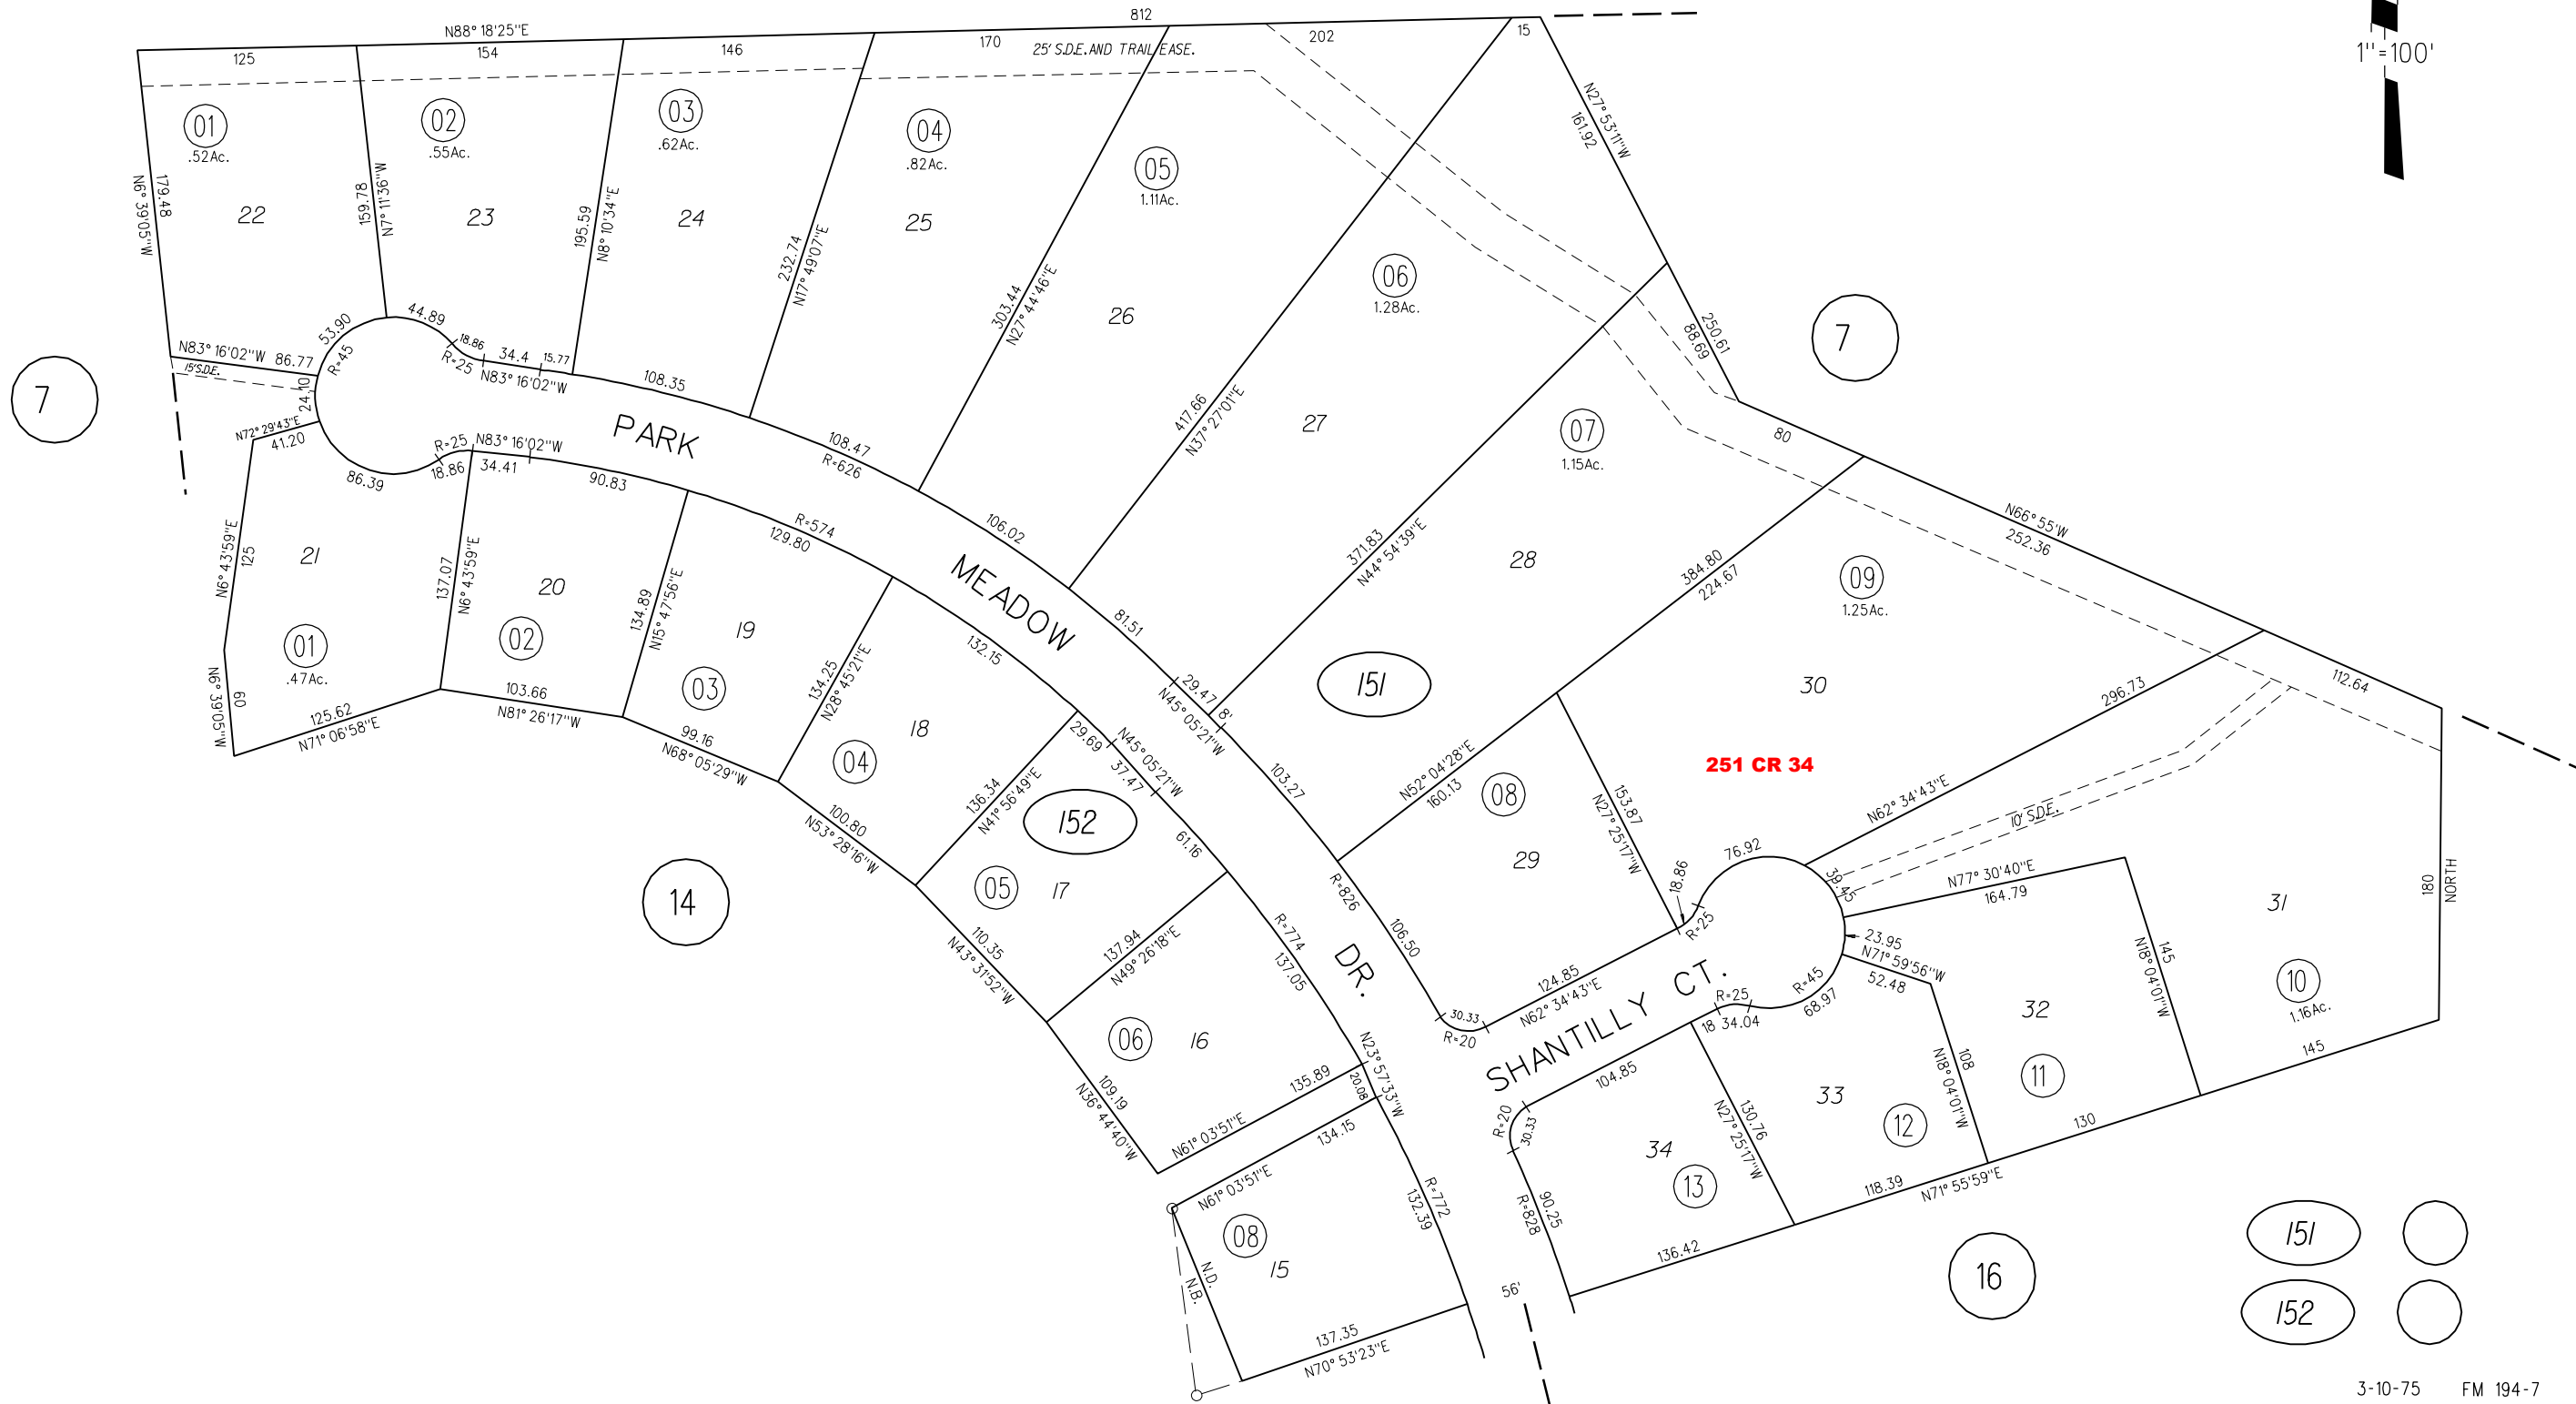 812
N88°18'25"E
125
154
146
170
25' S.D.E. AND TRAIL EASE.
202
15
1"=100'
01
.52Ac.
02
.55Ac.
03
.62Ac.
04
.82Ac.
05
1.11Ac.
06
1.28Ac.
07
1.15Ac.
09
1.25Ac.
N27°53'11"W
161.92
250.61
88.69
7
7
179.48
N6°39'05"W
22
159.78
N7°11'36"W
23
195.59
N8°10'34"E
24
232.74
N17°49'07"E
25
303.44
N27°44'46"E
26
417.66
N37°27'01"E
27
371.83
N44°54'39"E
28
384.80
224.67
N52°04'28"E
160.13
80
N66°55'W
252.36
112.64
N83°16'02"W 86.77
15'S.D.E.
53.90
R=45
44.89
18.86
R=25
34.4
15.77
N83°16'02"W
24.10
N72°29'43"E
41.20
86.39
R=25
18.86
N83°16'02"W
34.41
90.83
108.35
108.47
R=626
106.02
81.51
29.47
8'
N45°05'21"W
103.27
R=826
106.50
PARK
MEADOW
DR.
R=574
129.80
132.15
29.69
N45°05'21"W
37.47
61.16
R=774
137.05
N23°57'33"W
20.08
R=772
132.39
N6°43'59"E
125
21
01
.47Ac.
N6°39'05"W
60
125.62
N71°06'58"E
137.07
N6°43'59"E
20
02
103.66
N81°26'17"W
134.89
N15°47'56"E
19
03
99.16
N68°05'29"W
134.25
N28°45'21"E
18
04
100.80
N53°28'16"W
136.34
N41°56'49"E
152
05
17
110.35
N43°31'52"W
137.94
N49°26'18"E
06
16
109.19
N36°44'40"W
135.89
N61°03'51"E
134.15
N61°03'51"E
08
15
N.D.
N.B.
137.35
N70°53'23"E
14
151
30
251 CR 34
296.73
N62°34'43"E
10' S.D.E.
08
29
153.87
N27°25'17"W
18.86
R=25
76.92
39.45
N77°30'40"E
164.79
23.95
N71°59'56"W
52.48
R=45
68.97
R=25
18 34.04
124.85
N62°34'43"E
30.33
R=20
SHANTILLY CT.
104.85
R=20
30.33
90.25
R=828
34
13
130.76
N27°25'17"W
33
12
108
N18°04'01"W
32
11
145
N18°04'01"W
31
10
1.16Ac.
180
NORTH
145
130
118.39
N71°55'59"E
136.42
56'
16
151
152
3-10-75 FM 194-7